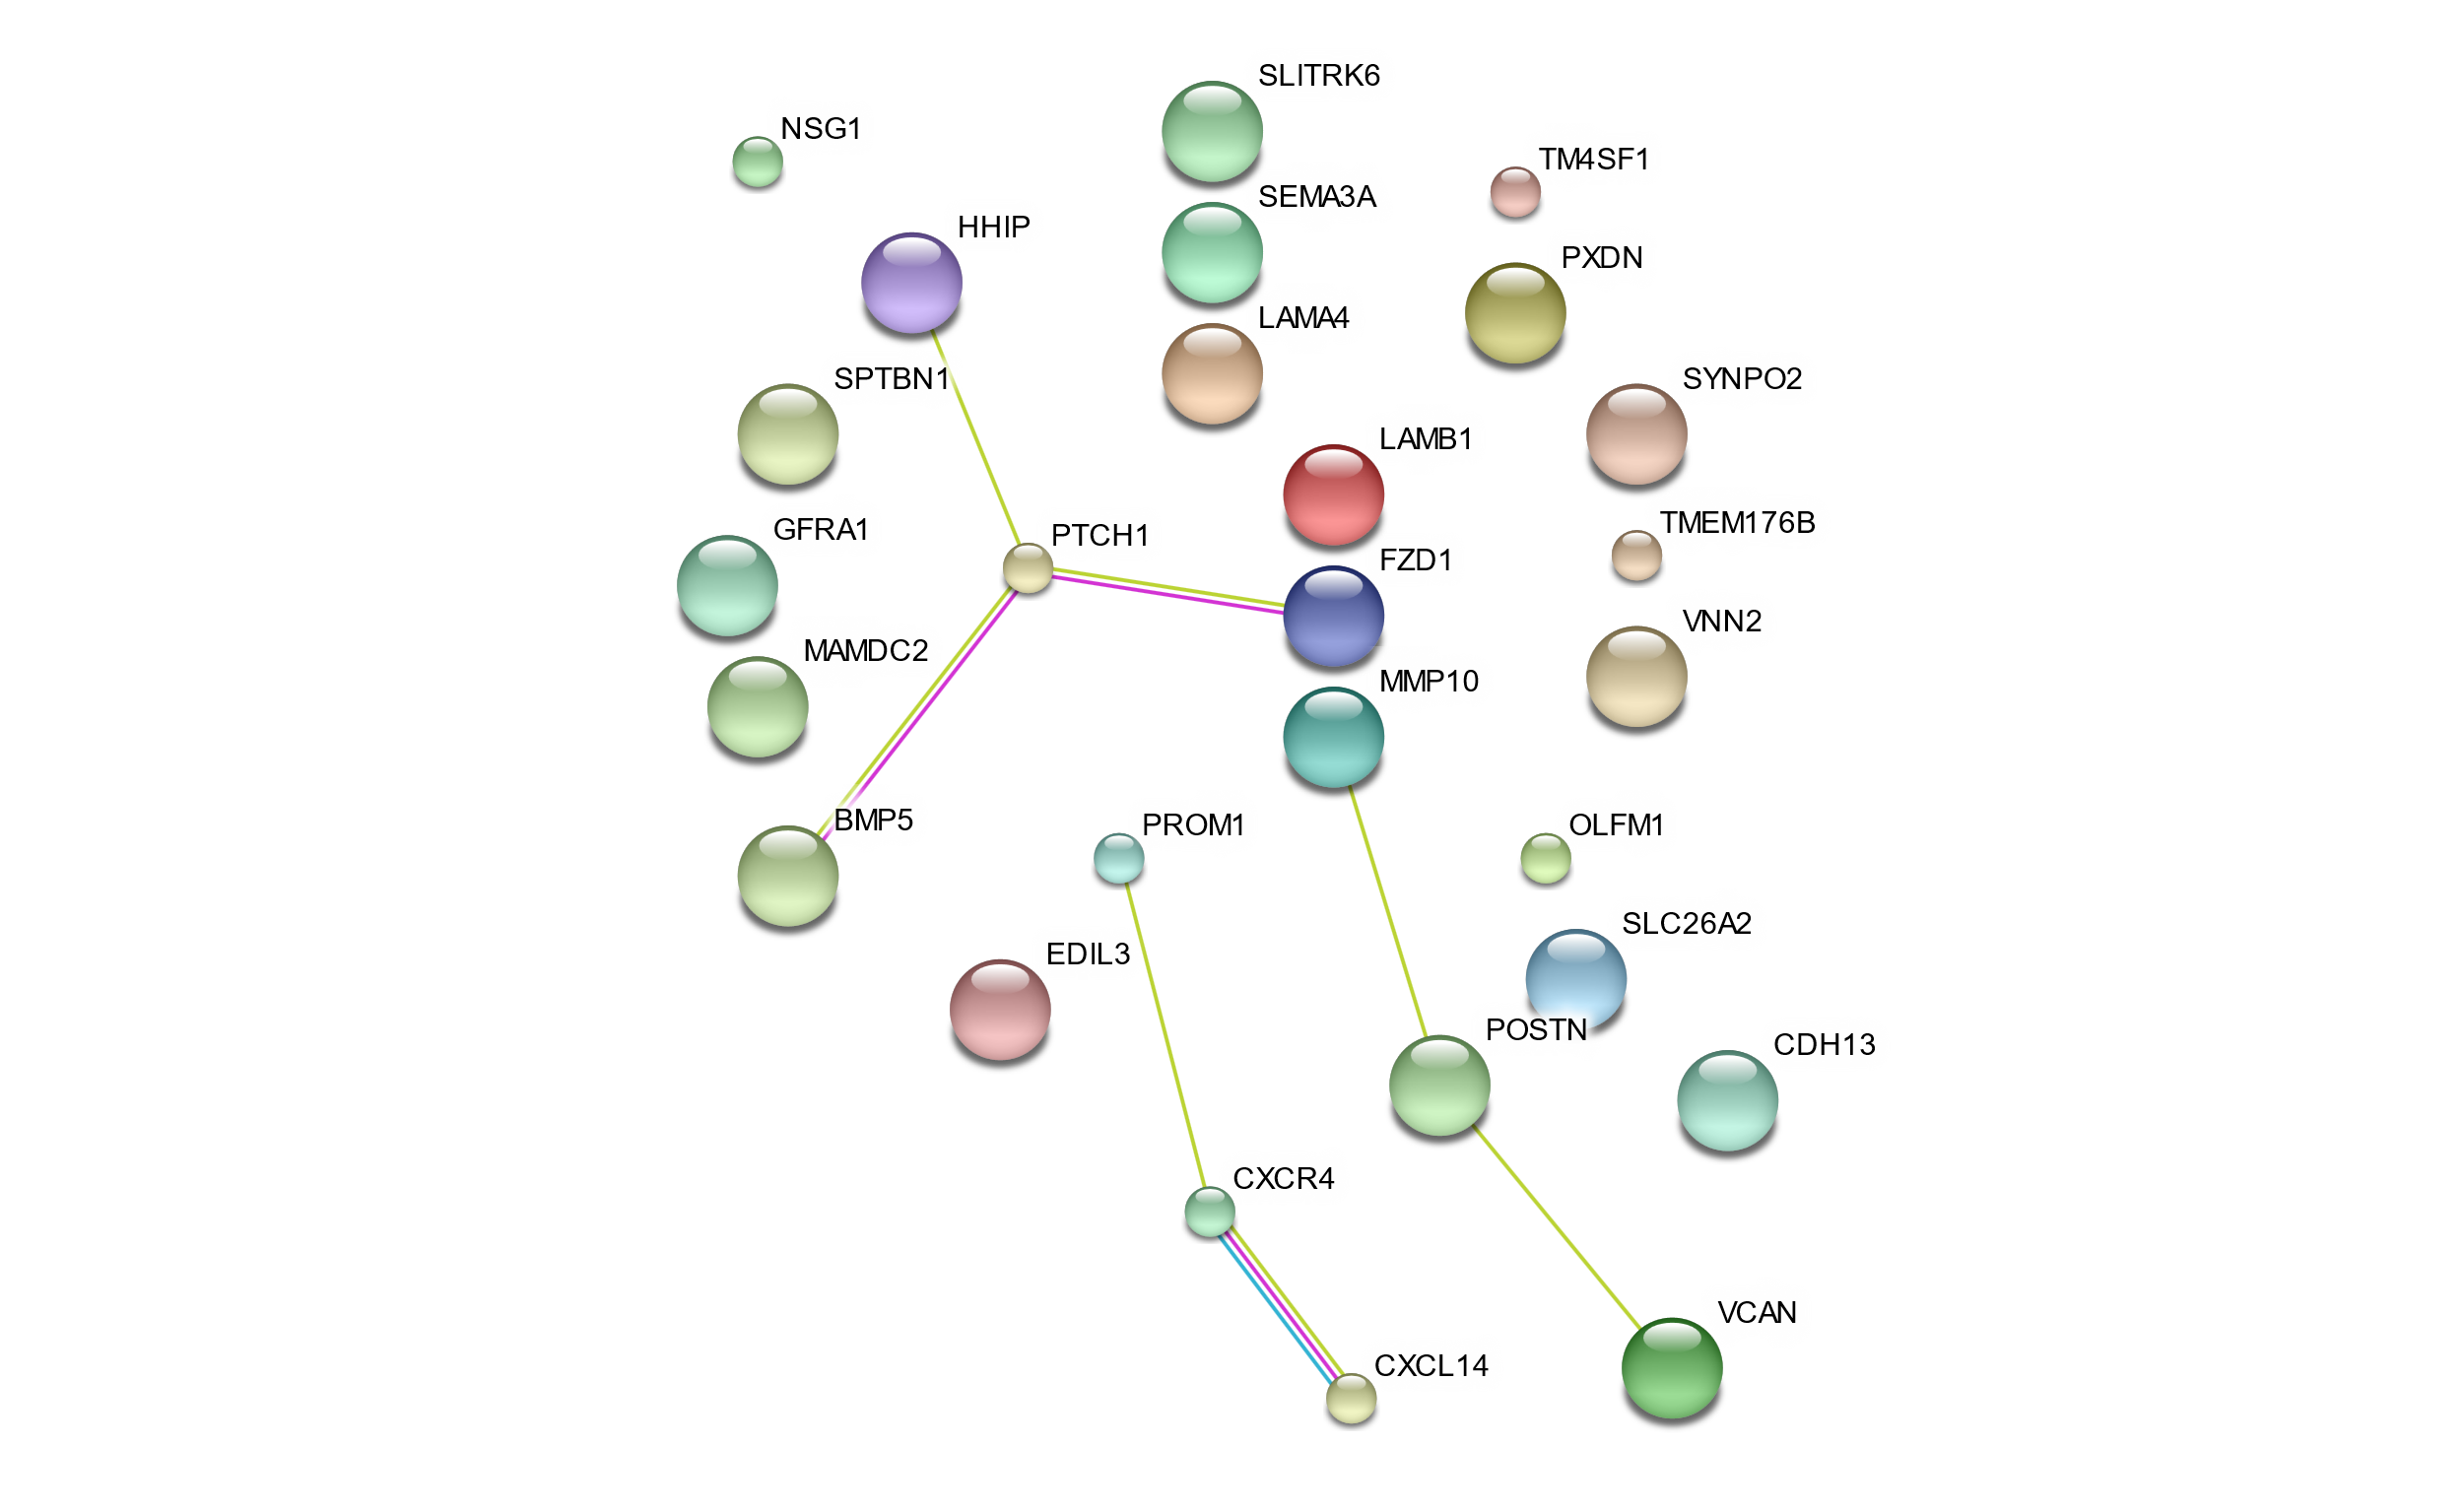 SLITRK6
NSG1
TM4SF1
SEMA3A
HHIP
PXDN
LAMA4
SPTBN1
SYNPO2
LAMB1
TMEM176B
GFRA1
PTCH1
FZD1
VNN2
MAMDC2
MMP10
BMP5
PROM1
OLFM1
SLC26A2
EDIL3
POSTN
CDH13
CXCR4
VCAN
CXCL14